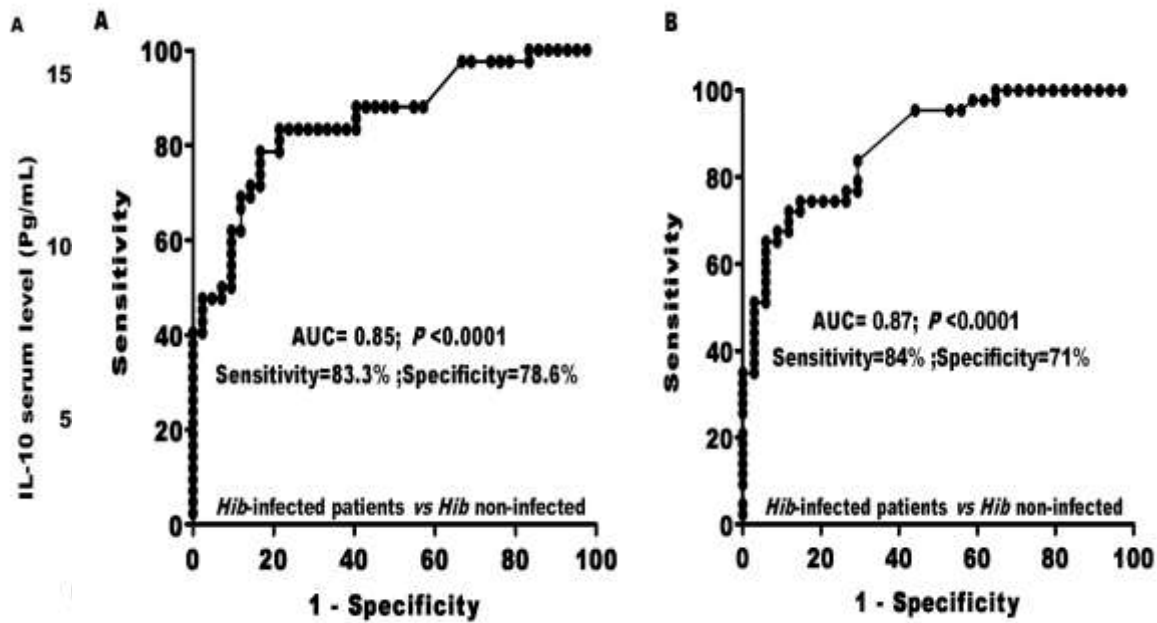 A
IL-10 serum level (Pg/mL)
15
10
5
A
Sensitivity
100
80
60
40
20
0
AUC= 0.85; P <0.0001
Sensitivity=83.3% ;Specificity=78.6%
Hib-infected patients vs Hib non-infected
0 20 40 60 80 100
1 - Specificity
B
Sensitivity
100
80
60
40
20
0
AUC= 0.87; P <0.0001
Sensitivity=84% ;Specificity=71%
Hib-infected patients vs Hib non-infected
0 20 40 60 80 100
1 - Specificity